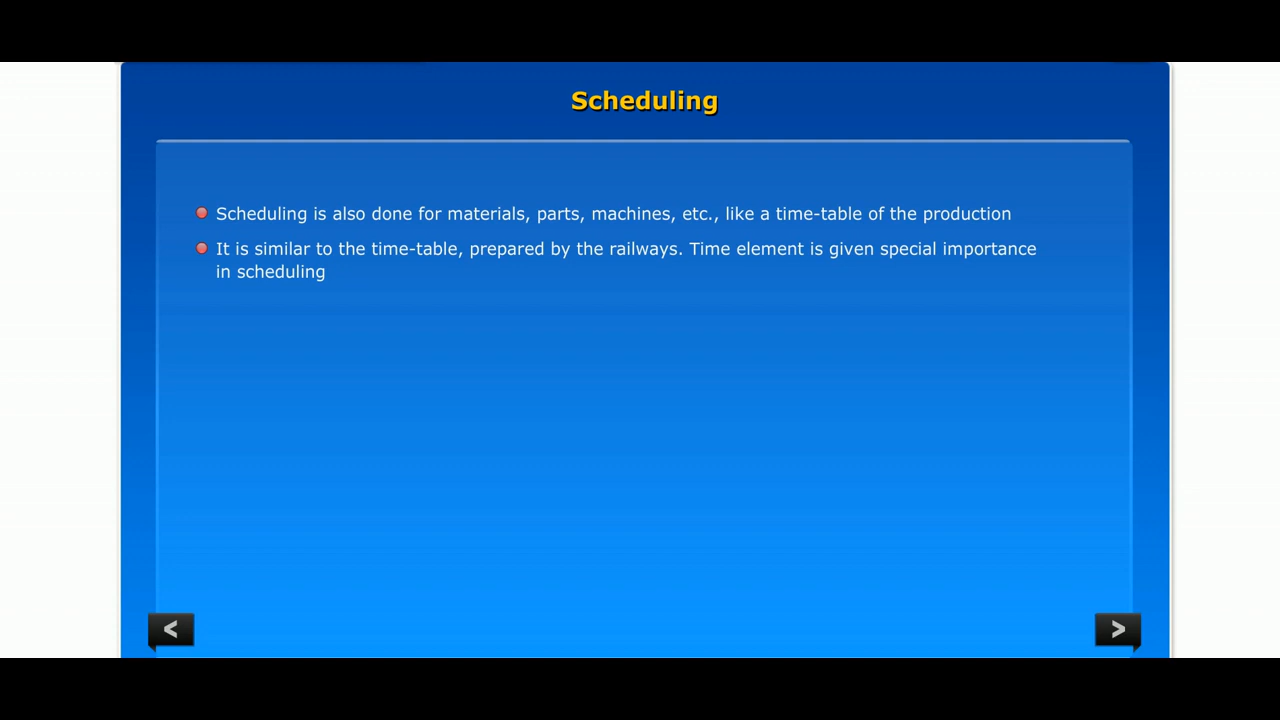 Scheduling
Scheduling is also done for materials, parts, machines, etc., like a time-table of the production
It is similar to the time-table, prepared by the railways. Time element is given special importance
in scheduling
< >